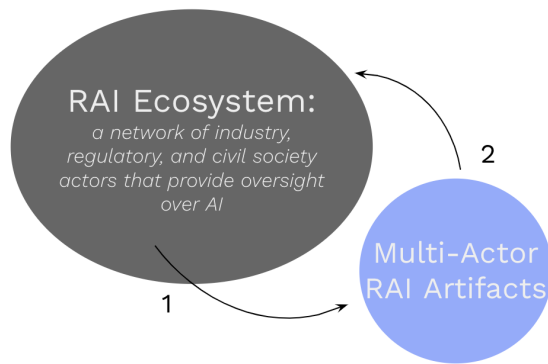 RAI Ecosystem:
a network of industry,
regulatory, and civil society
actors that provide oversight
over AI
1
2
Multi-Actor
RAI Artifacts